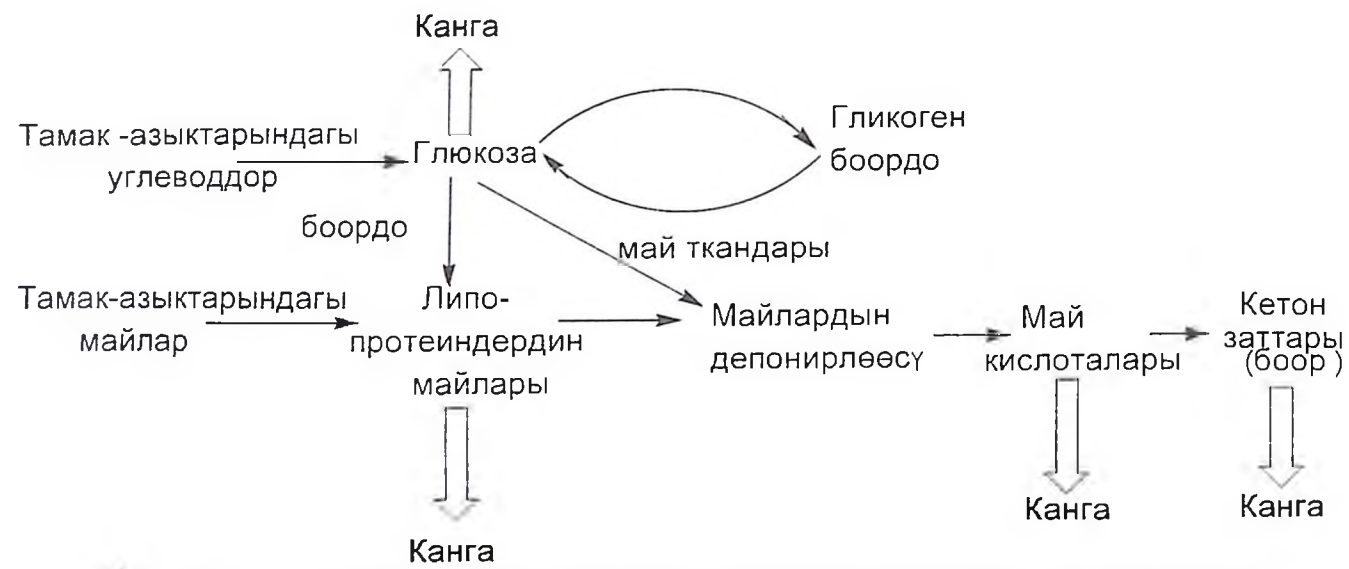 Канга
Тамак -азыктарындагы
углеводдор
Глюкоза
Гликоген
боордо
боордо
май ткандары
Тамак-азыктарындагы
майлар
Липо-
протеиндердин
майлары
Майлардын
депонирлөөсү
Май
кислоталары
Кетон
заттары
(боор )
Канга
Канга
Канга